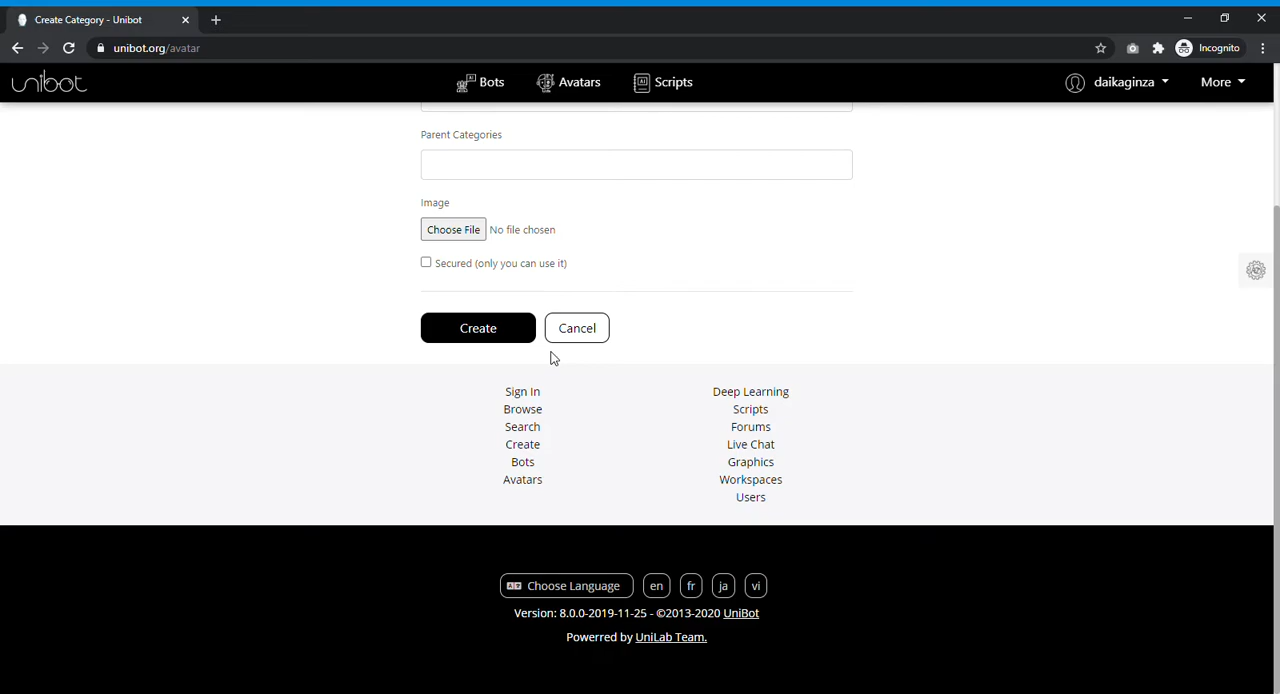 Create Category - Unibot
unibot.org/avatar
Incognito
unibot
Bots
Avatars
Scripts
daikaginza
More
Parent Categories
Image
Choose File No file chosen
Secured (only you can use it)
Create
Cancel
Sign In
Browse
Search
Create
Bots
Avatars
Deep Learning
Scripts
Forums
Live Chat
Graphics
Workspaces
Users
Choose Language en fr ja vi
Version: 8.0.0-2019-11-25 - ©2013-2020 UniBot
Powerred by UniLab Team.